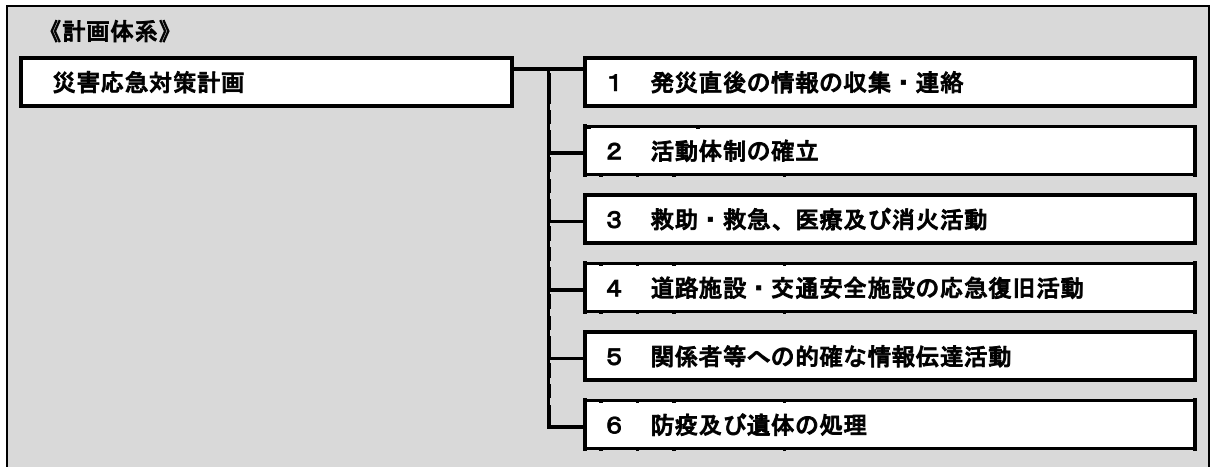 《計画体系》
災害応急対策計画
１　発災直後の情報の収集・連絡
２　活動体制の確立
３　救助・救急、医療及び消火活動
４　道路施設・交通安全施設の応急復旧活動
５　関係者等への的確な情報伝達活動
６　防疫及び遺体の処理